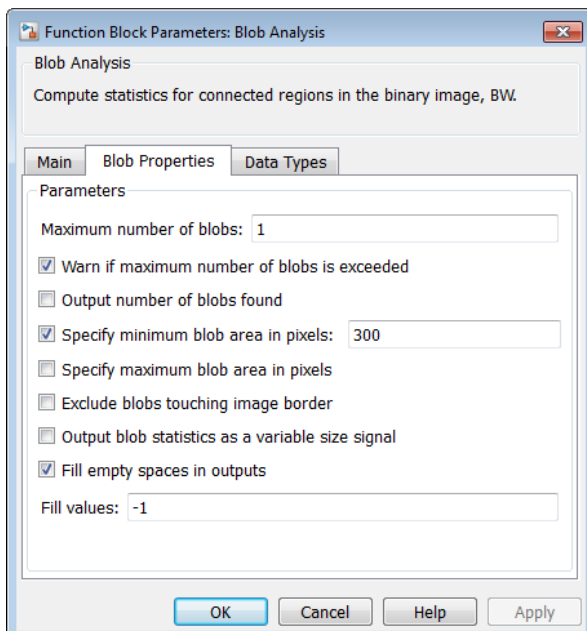 Function Block Parameters: Blob Analysis
Blob Analysis
Compute statistics for connected regions in the binary image, BW.
Main Blob Properties Data Types
Parameters
Maximum number of blobs: 1
Warn if maximum number of blobs is exceeded
Output number of blobs found
Specify minimum blob area in pixels: 300
Specify maximum blob area in pixels
Exclude blobs touching image border
Output blob statistics as a variable size signal
Fill empty spaces in outputs
Fill values: -1
OK Cancel Help Apply